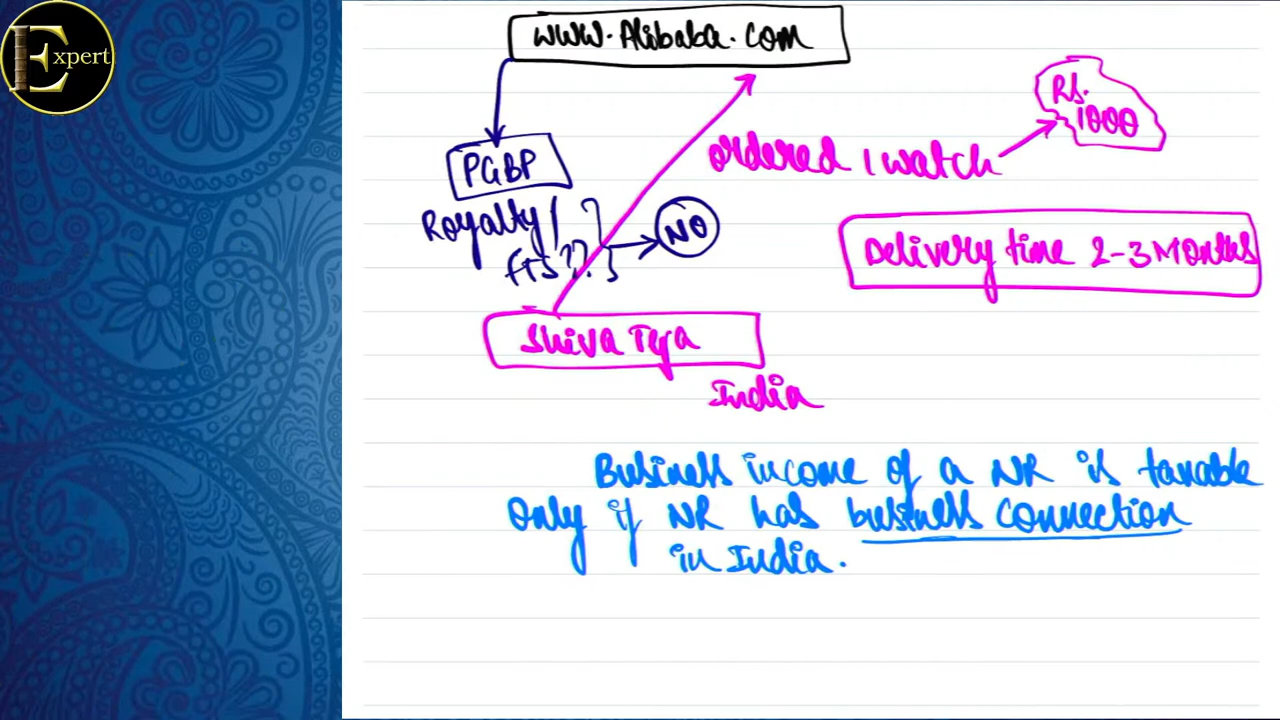 Expert
www.Alibaba.com
Rs.
1000
ordered 1 watch
PGBP
Royalty/
FTS??
NO
Delivery time 2-3 Months
Shiva Teja
India
Business income of a NR is taxable
only if NR has business connection
in India.